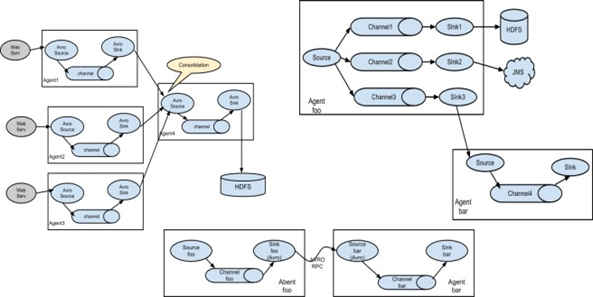 Web
Serv
Avro
Source
Avro
Sink
channel
Agent1
Consolidation
Web
Serv
Avro
Source
Avro
Sink
channel
Agent2
Avro
Source
Avro
Sink
channel
Agent4
HDFS
Web
Serv
Avro
Source
Avro
Sink
channel
Agent3
Source
Channel1
SInk1
HDFS
Channel2
SInk2
JMS
Channel3
SInk3
Agent
foo
Source
SInk
Channel4
Agent
bar
Source
foo
Sink
foo
(Avro)
Channel
foo
Abent
foo
AVRO
RPC
Source
bar
(Avro)
Sink
bar
Channel
bar
Agent
bar